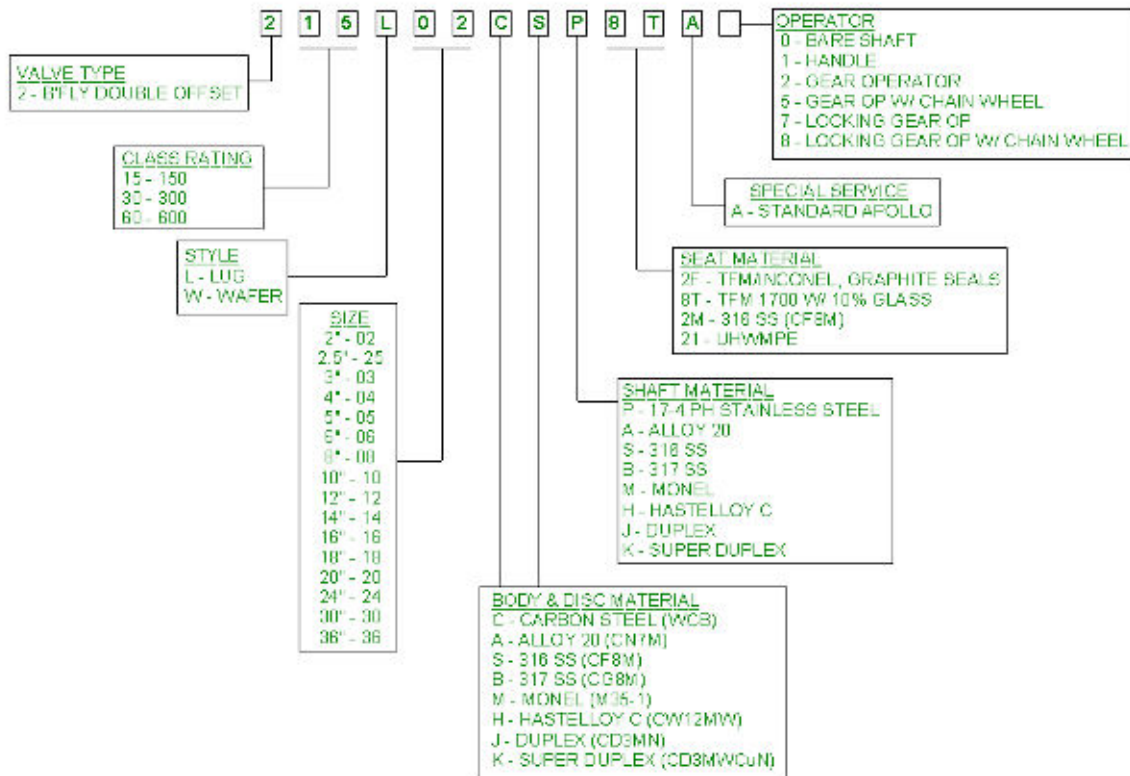 2 1 5 L 0 2 C S P 8 T A
OPERATOR
0 - BARE SHAFT
1 - HANDLE
2 - GEAR OPERATOR
5 - GEAR OP W/ CHAIN WHEEL
7 - LOCKING GEAR OP
8 - LOCKING GEAR OP W/ CHAIN WHEEL
VALVE TYPE
2 - B'FLY DOUBLE OFFSET
CLASS RATING
15 - 150
30 - 300
60 - 600
SPECIAL SERVICE
A - STANDARD APOLLO
STYLE
L - LUG
W - WAFER
SEAT MATERIAL
2F - TFM/INCONEL, GRAPHITE SEALS
8T - TFM 1700 W/ 10% GLASS
2M - 316 SS (CF8M)
21 - UHWMPE
SIZE
2" - 02
2.5" - 25
3" - 03
4" - 04
5" - 05
6" - 06
8" - 08
10" - 10
12" - 12
14" - 14
16" - 16
18" - 18
20" - 20
24" - 24
30" - 30
36" - 36
SHAFT MATERIAL
P - 17-4 PH STAINLESS STEEL
A - ALLOY 20
S - 316 SS
B - 317 SS
M - MONEL
H - HASTELLOY C
J - DUPLEX
K - SUPER DUPLEX
BODY & DISC MATERIAL
C - CARBON STEEL (WCB)
A - ALLOY 20 (CN7M)
S - 316 SS (CF8M)
B - 317 SS (CG8M)
M - MONEL (M35-1)
H - HASTELLOY C (CW12MW)
J - DUPLEX (CD3MN)
K - SUPER DUPLEX (CD3MWCuN)